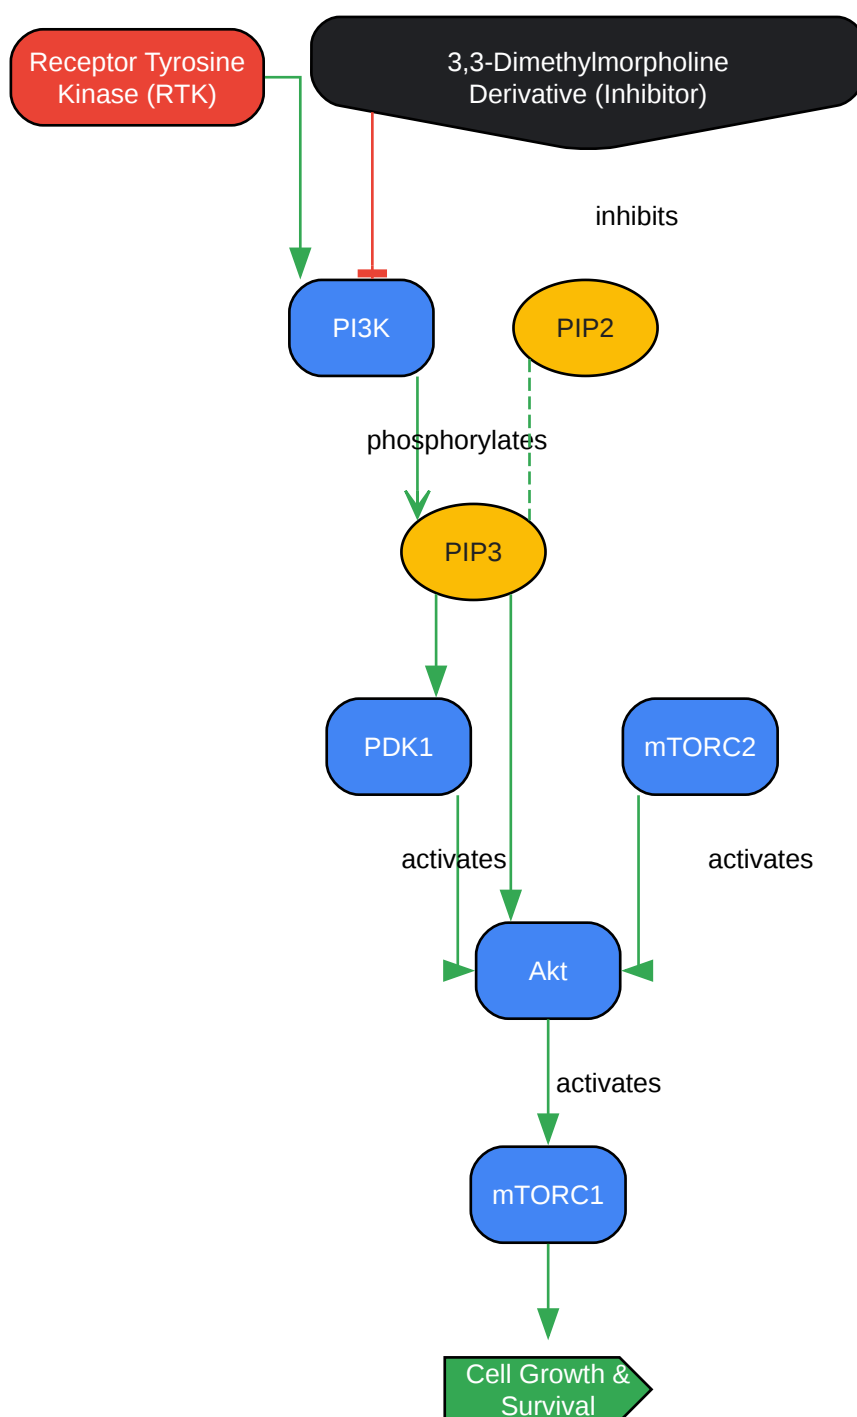 Receptor Tyrosine
Kinase (RTK)
3,3-Dimethylmorpholine
Derivative (Inhibitor)
inhibits
PI3K
PIP2
phosphorylates
PIP3
PDK1
mTORC2
activates
activates
Akt
activates
mTORC1
Cell Growth &
Survival